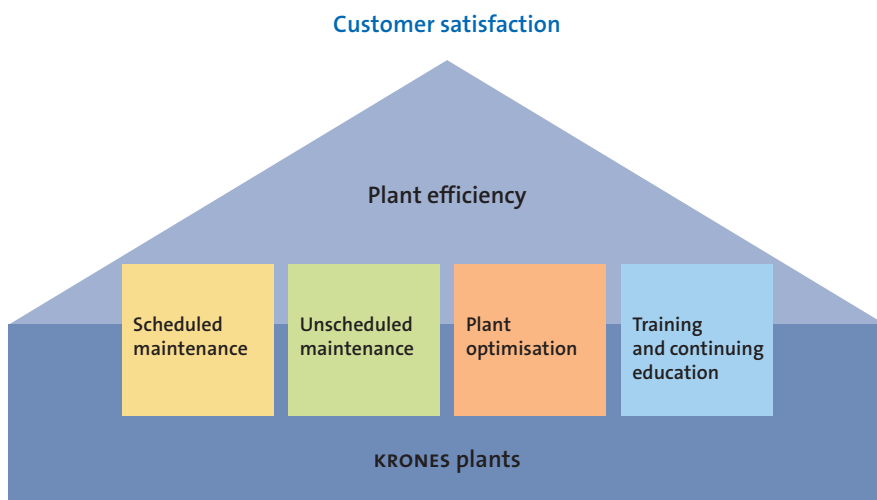 Customer satisfaction
Plant efficiency
Scheduled
maintenance
Unscheduled
maintenance
Plant
optimisation
Training
and continuing
education
KRONES plants